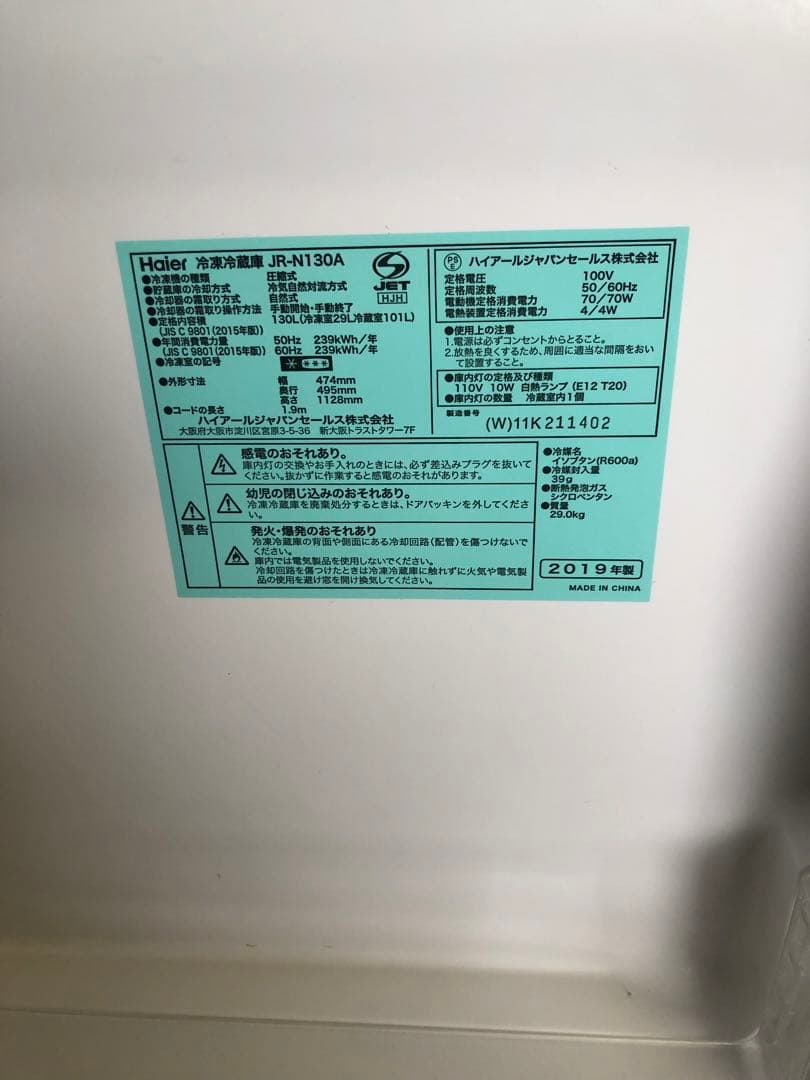 Haier 冷凍冷蔵庫 JR-N130A
●冷凍機の種類 圧縮式
●貯蔵庫の冷却方式 冷気自然対流方式
●冷却器の霜取り方式 自然式
●冷却器の霜取り操作方法 手動開始・手動終了
●定格内容積 130L(冷凍室29L冷蔵室101L)
(JIS C 9801(2015年版))
●年間消費電力量 50Hz 239kWh/年
(JIS C 9801(2015年版)) 60Hz 239kWh/年
●冷凍室の記号 * ***
●外形寸法 幅 474mm
奥行 495mm
高さ 1128mm
●コードの長さ 1.9m
ハイアールジャパンセールス株式会社
大阪府大阪市淀川区宮原3-5-36 新大阪トラストタワー7F
S
JET
HJH
PS
E
ハイアールジャパンセールス株式会社
定格電圧 100V
定格周波数 50/60Hz
電動機定格消費電力 70/70W
電熱装置定格消費電力 4/4W
●使用上の注意
1.電源は必ずコンセントからとること。
2.放熱を良くするため、周囲に適当な間隔をおい
て設置すること。
●庫内灯の定格及び種類
110V 10W 白熱ランプ(E12 T20)
●庫内灯の数量 冷蔵室内1個
製造番号
(W)11K211402
警告
感電のおそれあり。
庫内灯の交換やお手入れのときには、必ず差込みプラグを抜いて
ください。抜かずに作業すると感電のおそれがあります。
幼児の閉じ込めのおそれあり。
冷凍冷蔵庫を廃棄処分するときは、ドアパッキンを外してくださ
い。
発火・爆発のおそれあり
冷凍冷蔵庫の背面や側面にある冷却回路(配管)を傷つけないで
ください。
庫内では電気製品を使用しないでください。
冷却回路を傷つけたときは冷凍冷蔵庫に触れずに火気や電気製
品の使用を避け窓を開け換気してください。
●冷媒名
イソブタン(R600a)
●冷媒封入量
39g
●断熱発泡ガス
シクロペンタン
●質量
29.0kg
2019年製
MADE IN CHINA